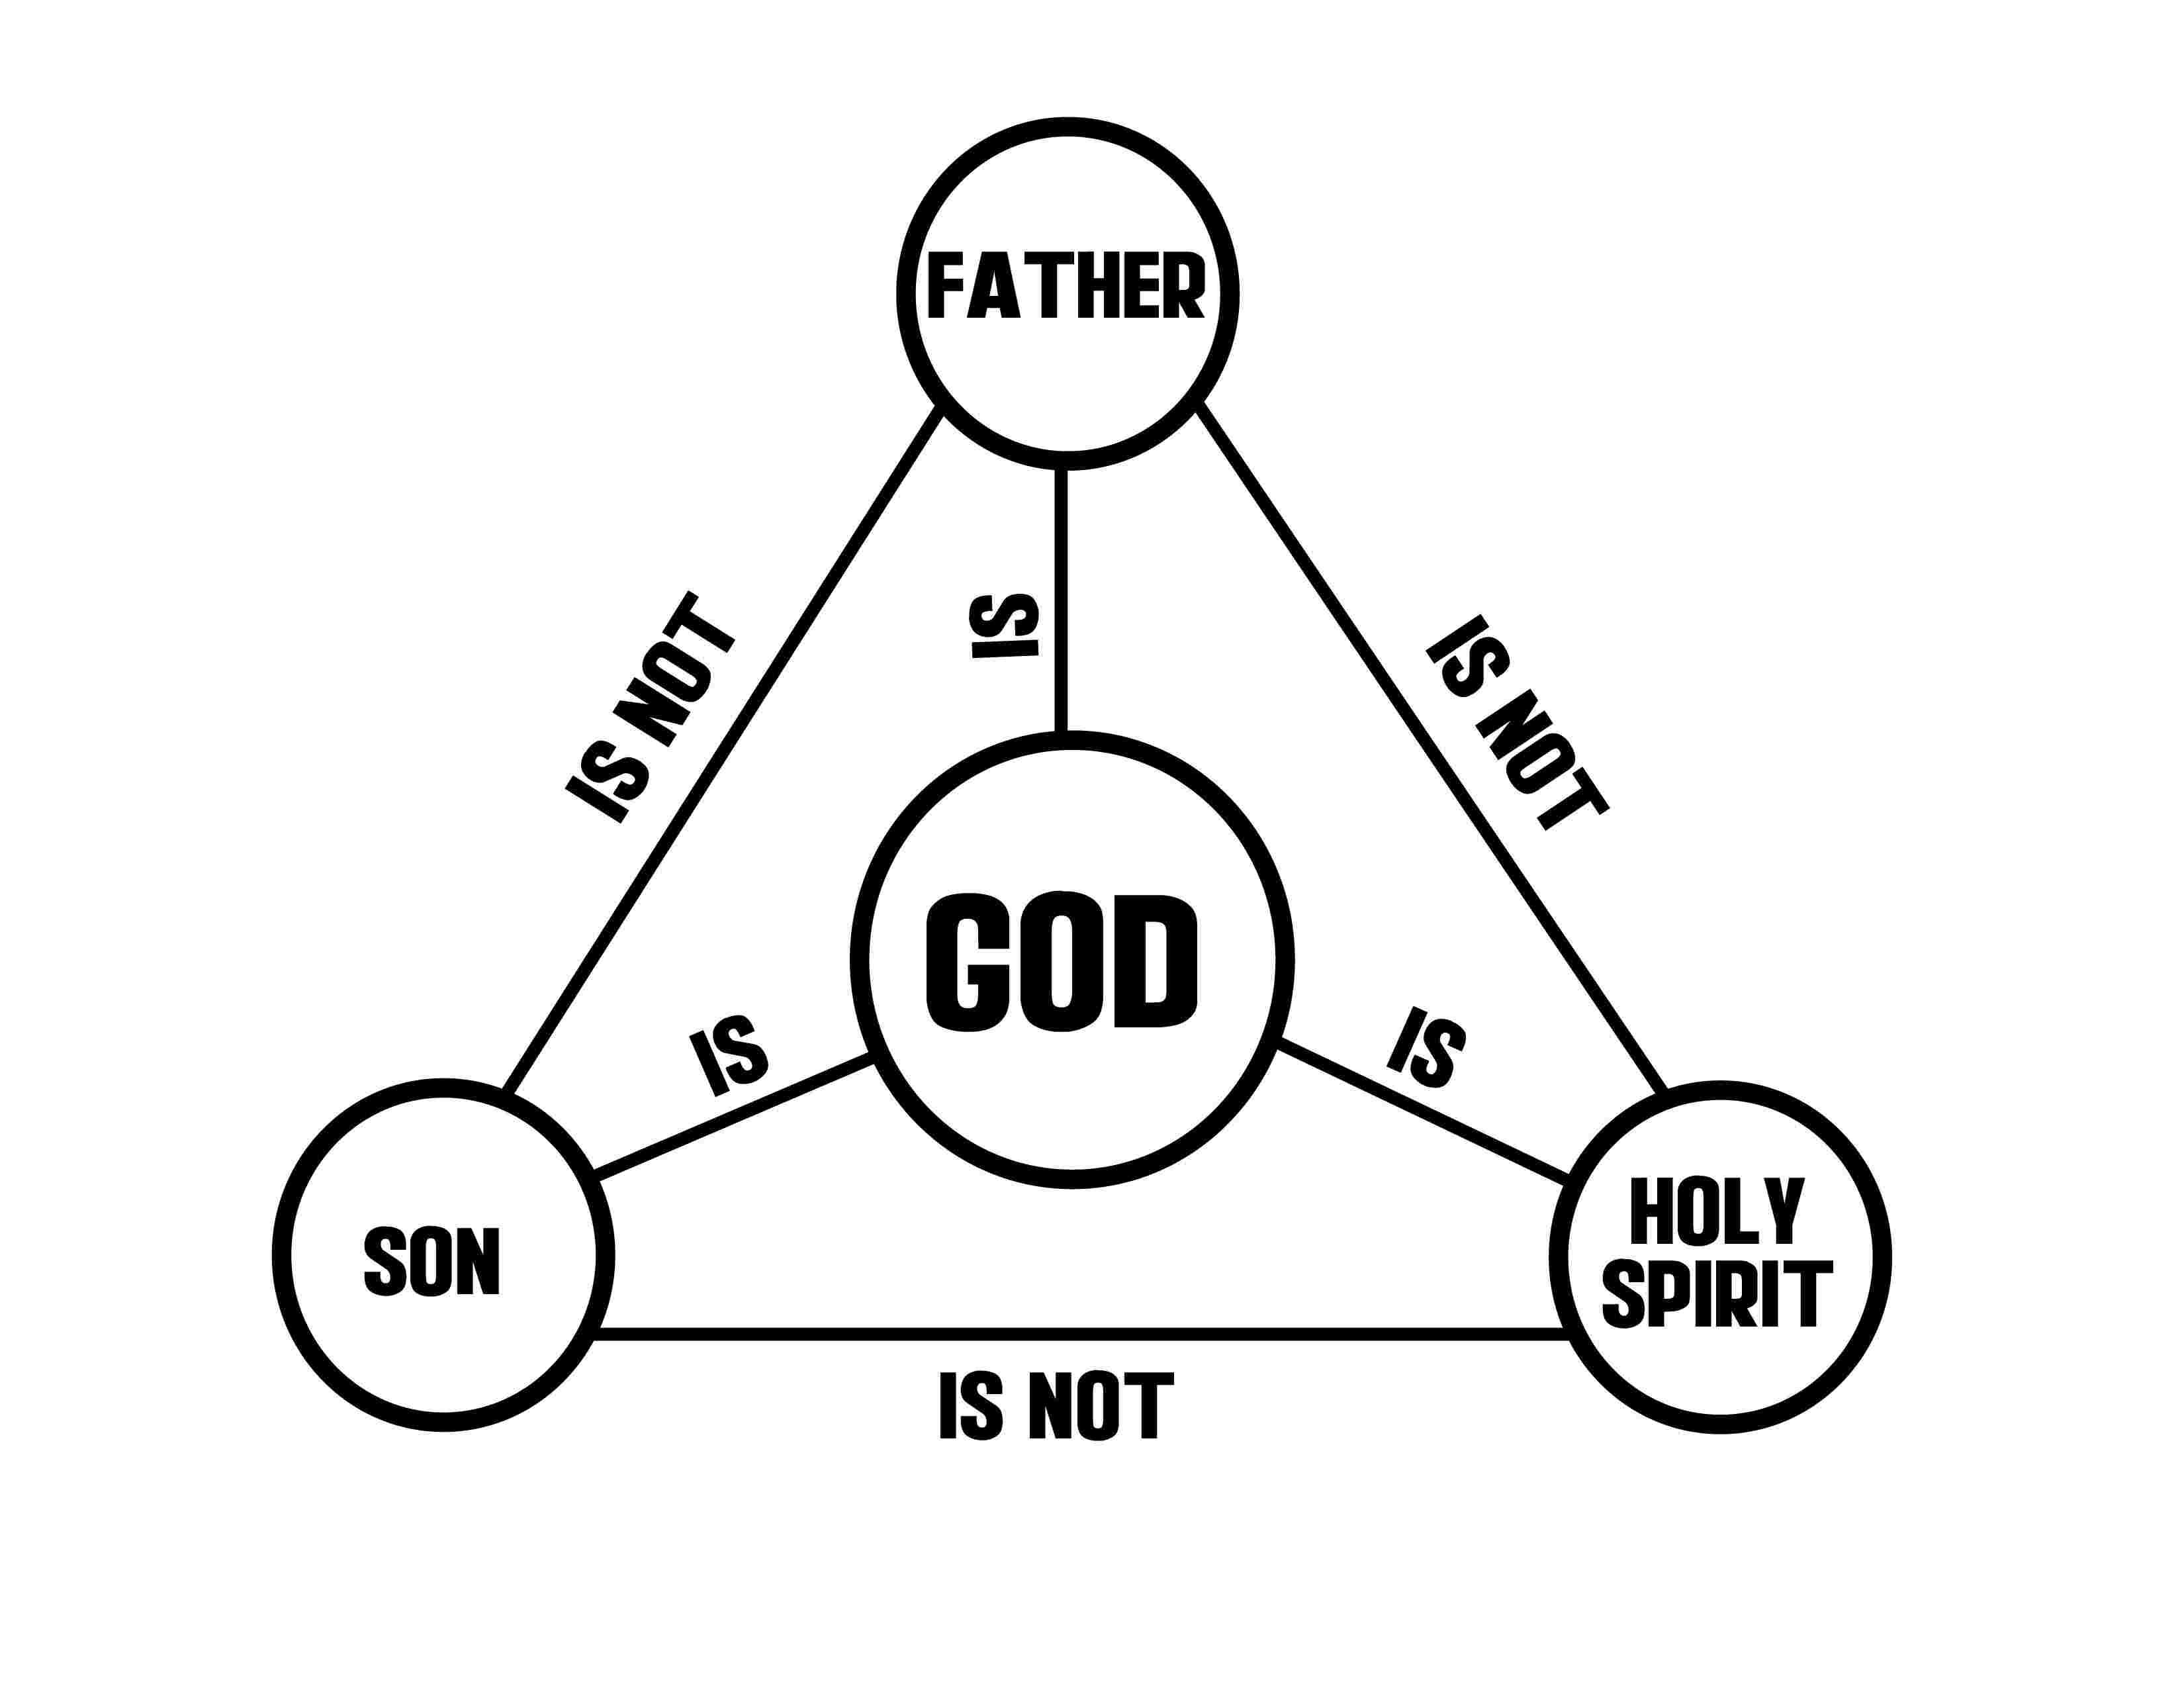 FATHER
IS NOT
IS
IS NOT
GOD
IS
IS
SON
HOLY
SPIRIT
IS NOT